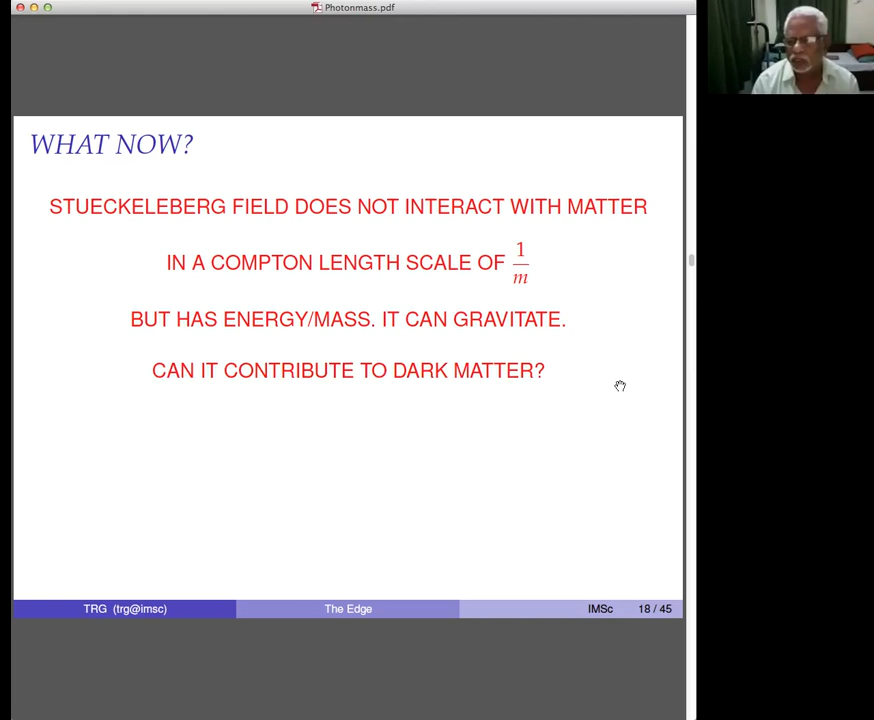 Photonmass.pdf
WHAT NOW?
STUECKELEBERG FIELD DOES NOT INTERACT WITH MATTER
IN A COMPTON LENGTH SCALE OF 1/m
BUT HAS ENERGY/MASS. IT CAN GRAVITATE.
CAN IT CONTRIBUTE TO DARK MATTER?
TRG (trg@imsc) The Edge IMSc 18 / 45